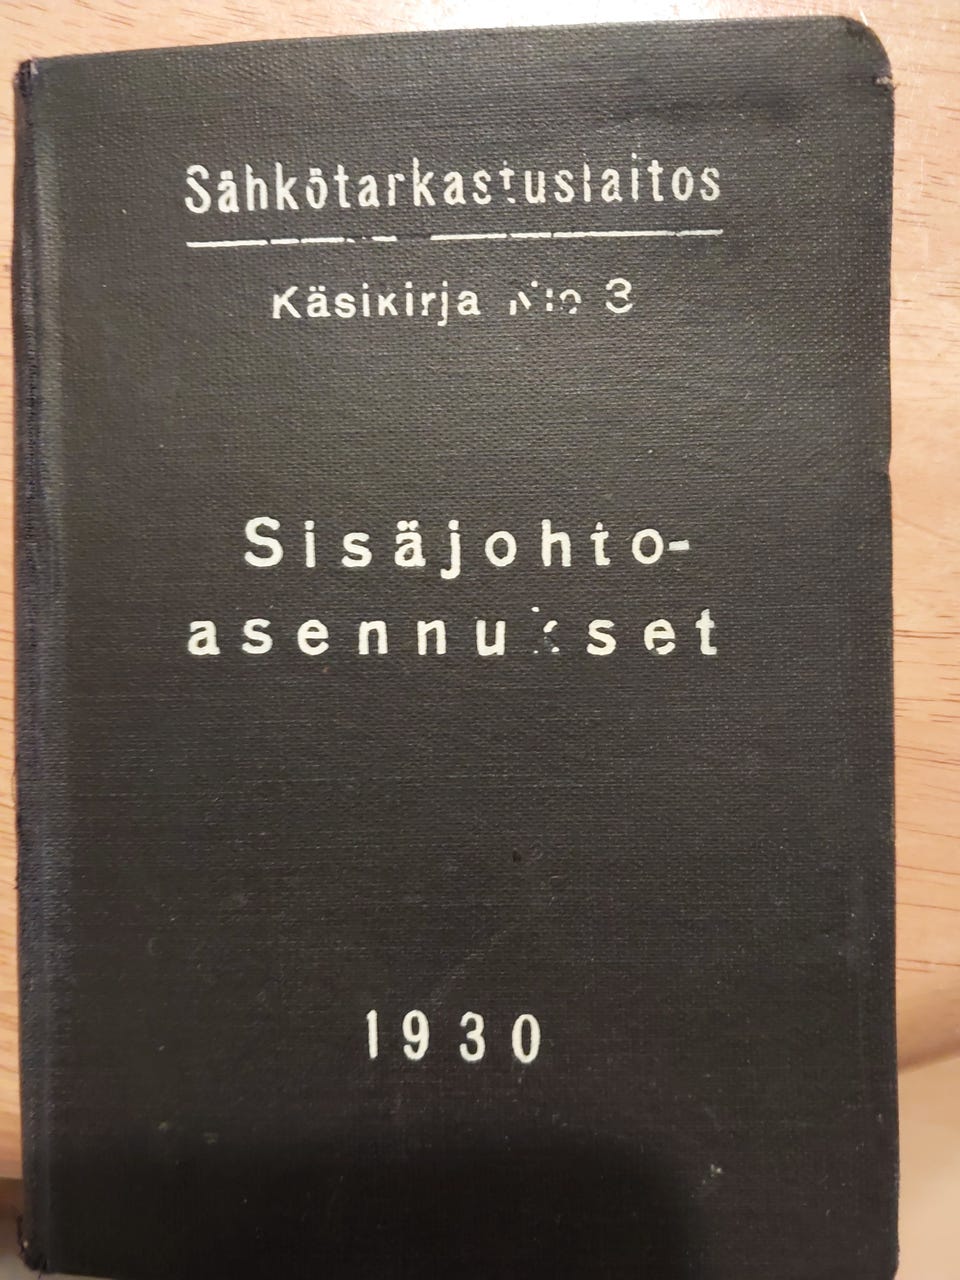 Sähkötarkastuslaitos
Käsikirja N:o 3
Sisäjohto-
asennukset
1930